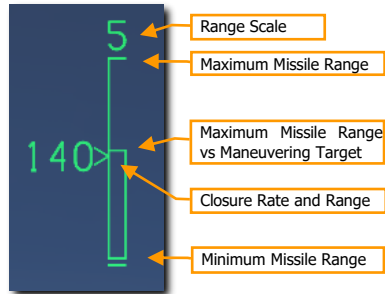 5
Range Scale
Maximum Missile Range
140
Maximum Missile Range
vs Maneuvering Target
Closure Rate and Range
Minimum Missile Range